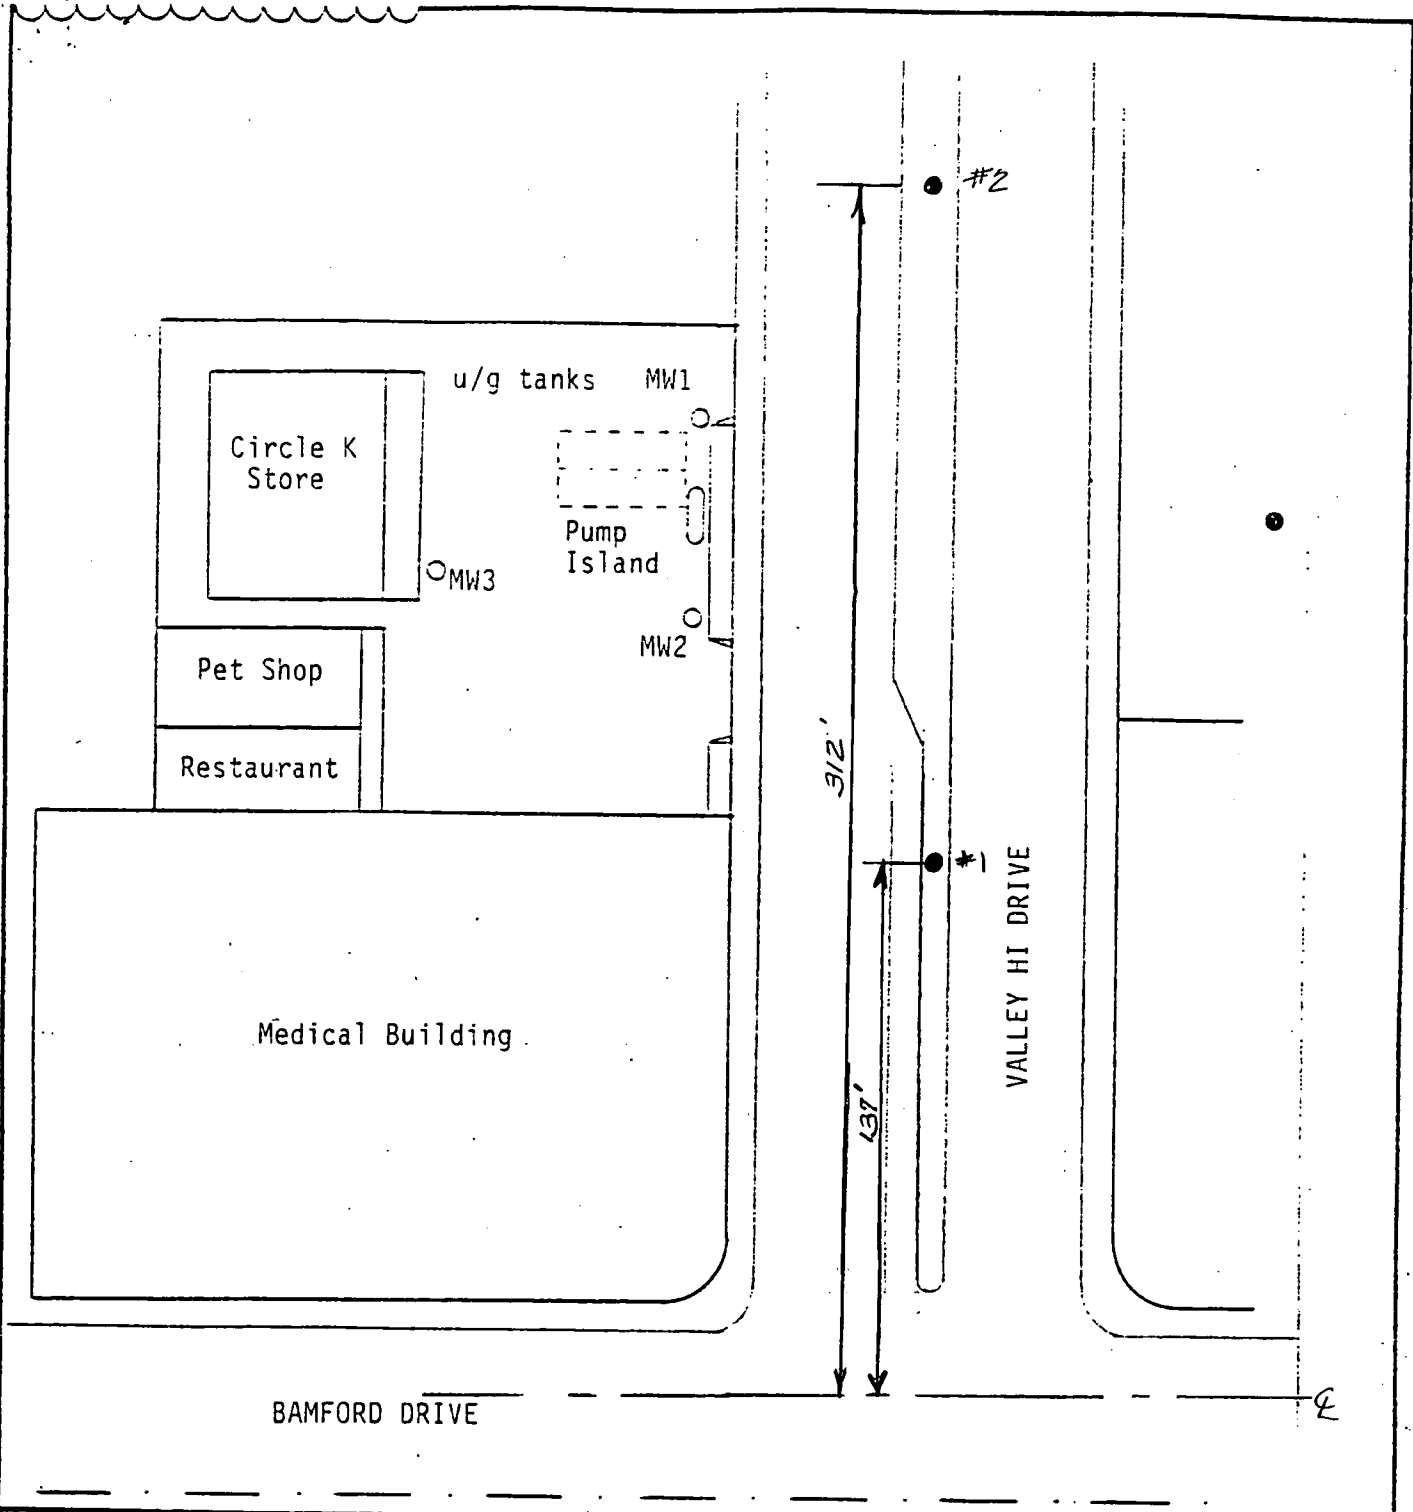 #2
u/g tanks MW1
Circle K
Store
Pump
Island
MW3
MW2
Pet Shop
312'
Restaurant
#1
VALLEY HI DRIVE
Medical Building
137'
BAMFORD DRIVE
℄